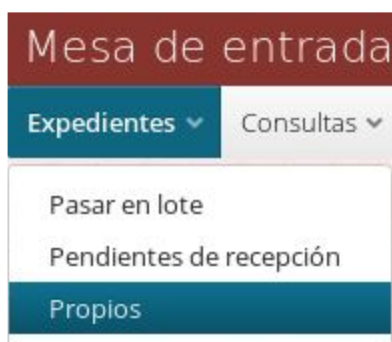 Mesa de entrada
Expedientes Consultas
Pasar en lote
Pendientes de recepción
Propios